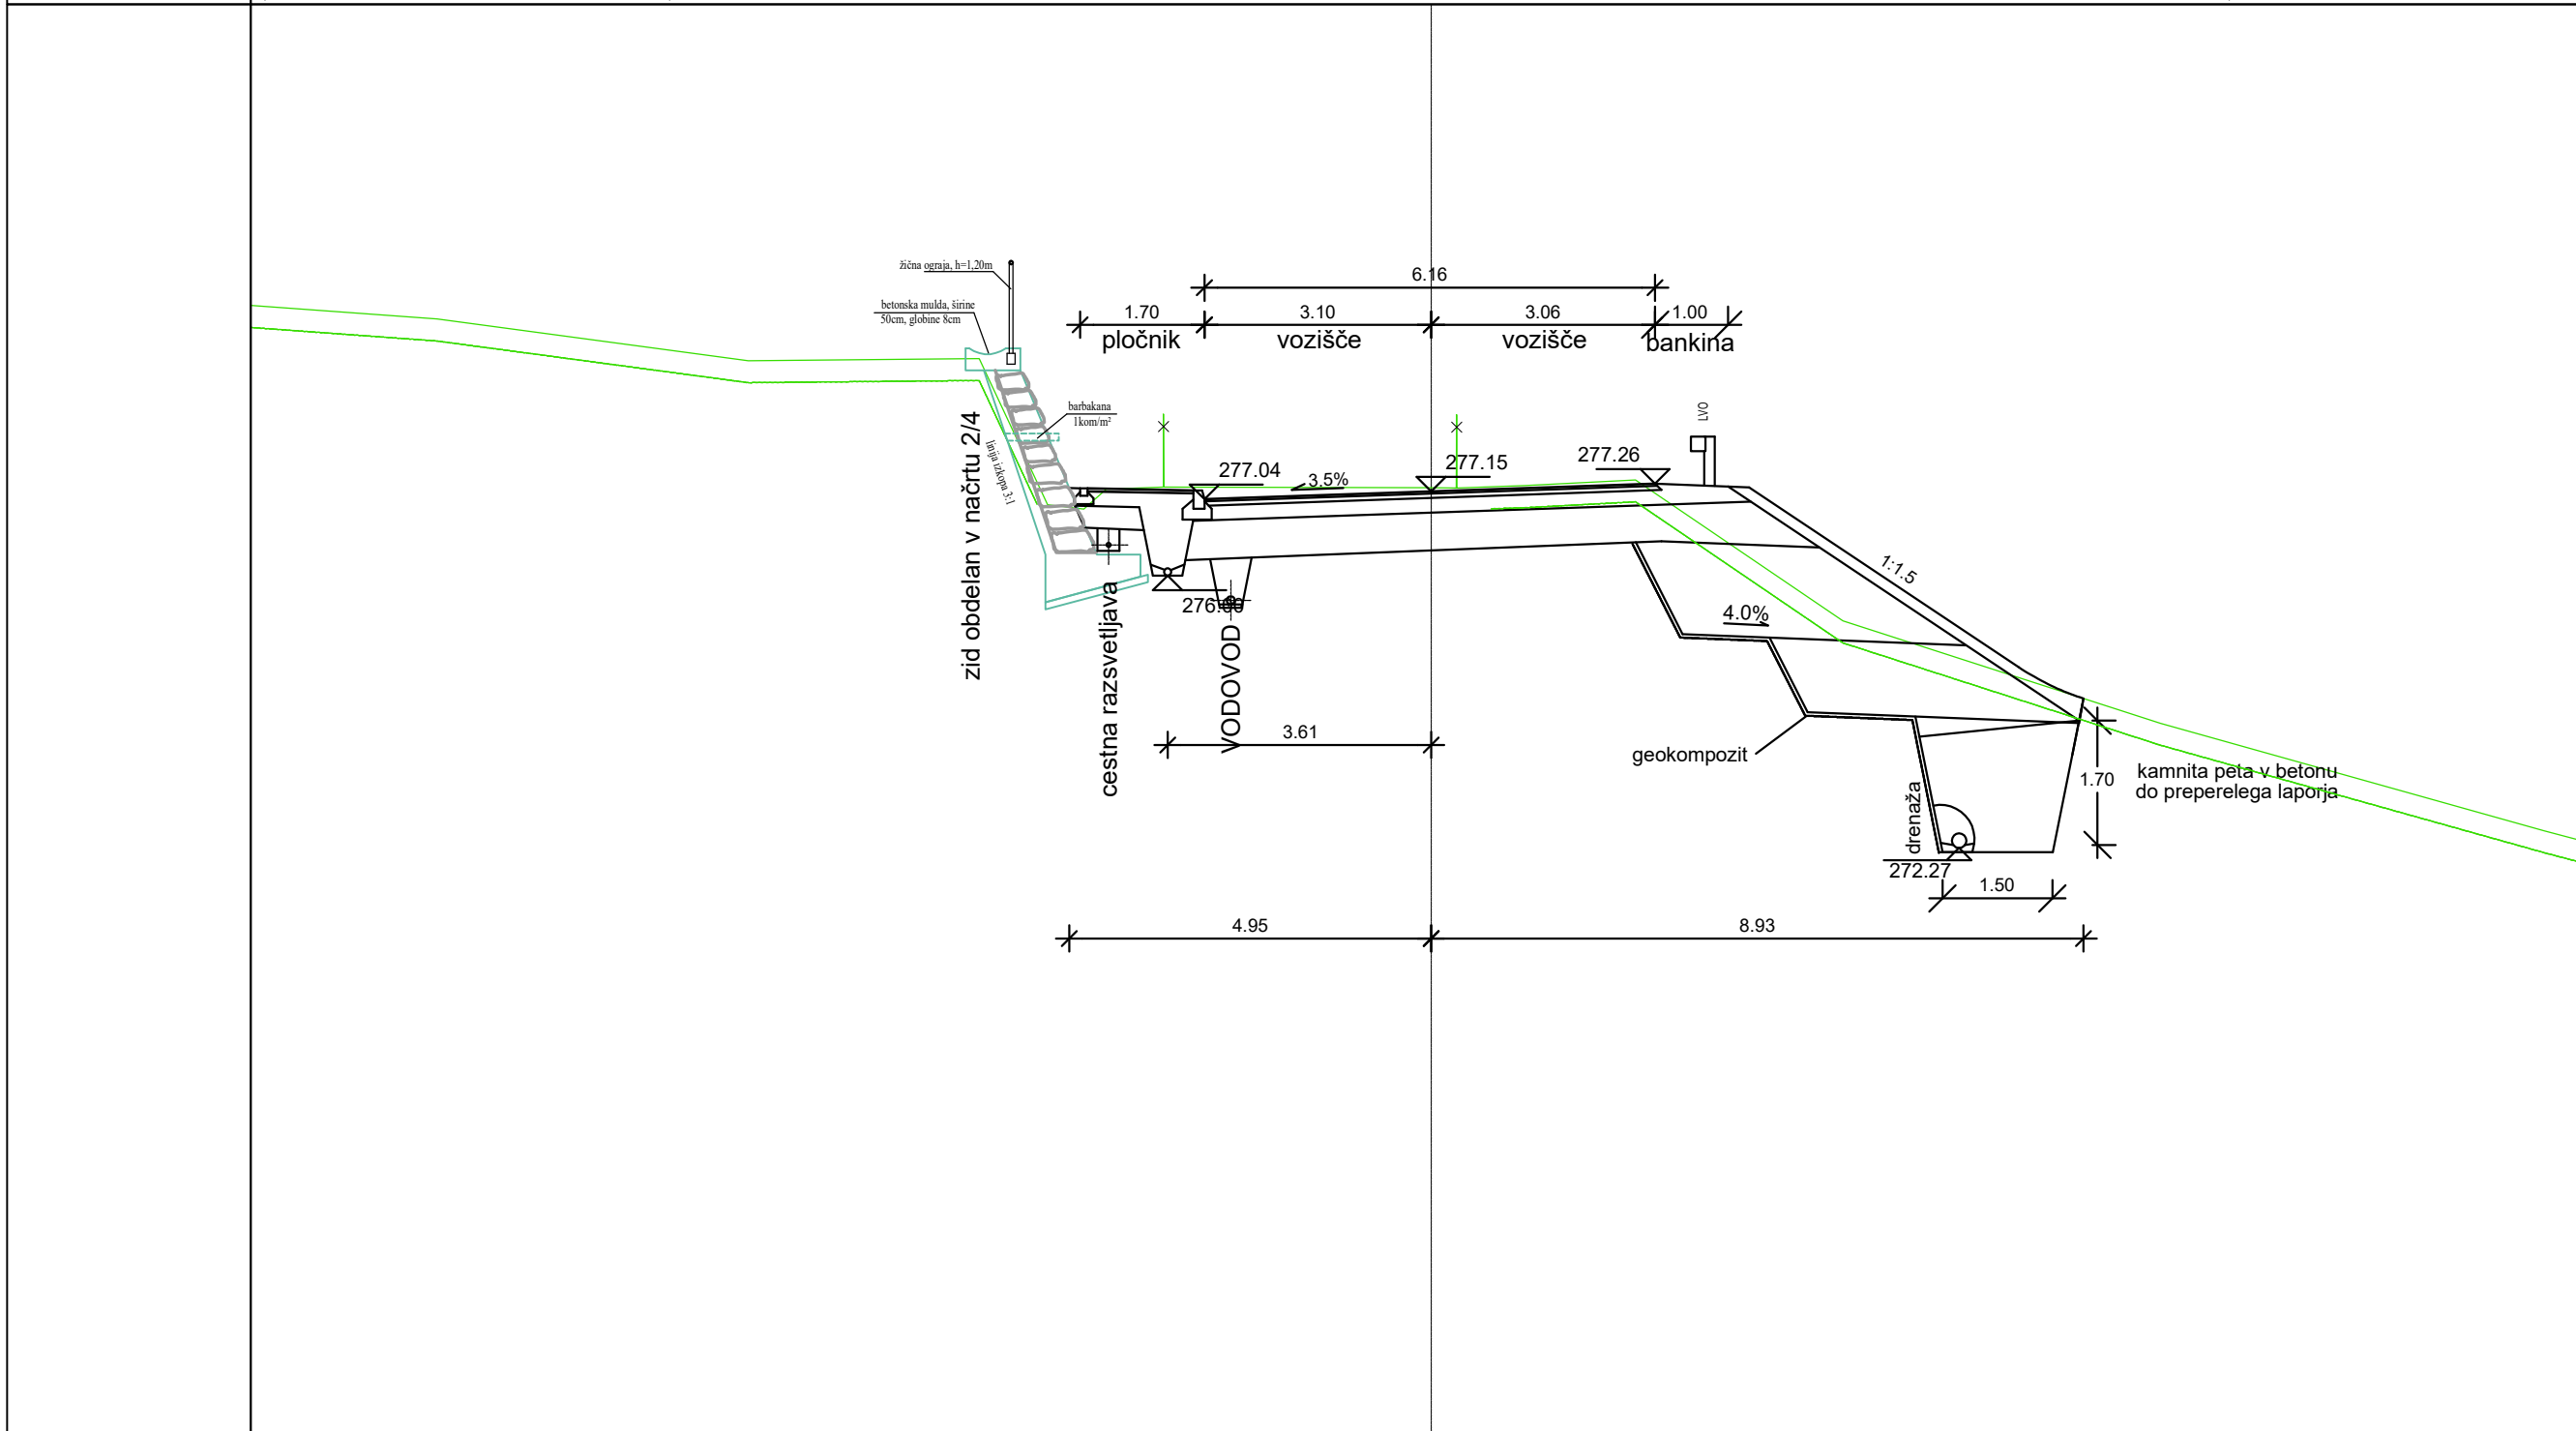 žična ograja, h=1,20m
betonska mulda, širine
50cm, globine 8cm
6.16
1.70
3.10
3.06
1.00
pločnik
vozišče
vozišče
bankina
barbakana
1kom/m²
LVO
linija izkopa 3:1
zid obdelan v načrtu 2/4
277.04
3.5%
277.15
277.26
1:1.5
4.0%
cestna razsvetljava
VODOVOD
3.61
geokompozit
drenaža
1.70
kamnita peta v betonu
do preperelega laporja
272.27
1.50
4.95
8.93